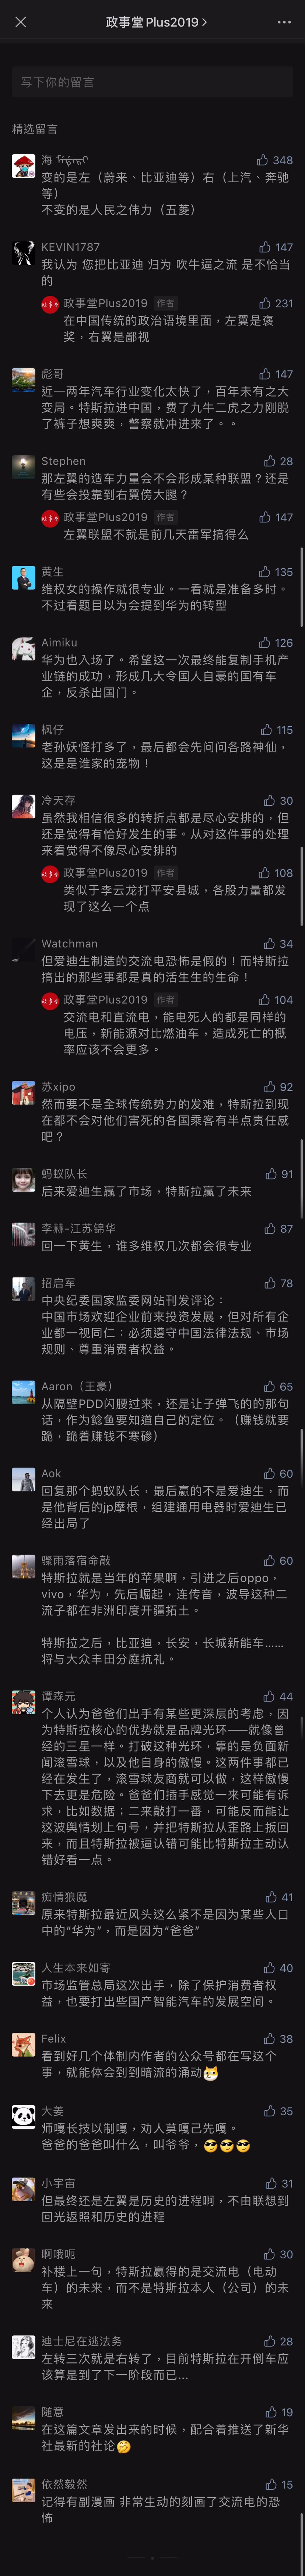 政事堂Plus2019
写下你的留言
精选留言
海
348
变的是左（蔚来、比亚迪等）右（上汽、奔驰
等）
不变的是人民之伟力（五菱）
KEVIN1787
147
我认为 您把比亚迪 归为 吹牛逼之流 是不恰当
的
政事堂Plus2019 作者
231
在中国传统的政治语境里面，左翼是褒
奖，右翼是鄙视
彪哥
147
近一两年汽车行业变化太快了，百年未有之大
变局。特斯拉进中国，费了九牛二虎之力刚脱
了裤子想爽爽，警察就冲进来了。。
Stephen
28
那左翼的造车力量会不会形成某种联盟？还是
有些会投靠到右翼傍大腿？
政事堂Plus2019 作者
147
左翼联盟不就是前几天雷军搞得么
黄生
135
维权女的操作就很专业。一看就是准备多时。
不过看题目以为会提到华为的转型
Aimiku
126
华为也入场了。希望这一次最终能复制手机产
业链的成功，形成几大令国人自豪的国有车
企，反杀出国门。
枫仔
115
老孙妖怪打多了，最后都会先问问各路神仙，
这是是谁家的宠物！
冷天存
30
虽然我相信很多的转折点都是尽心安排的，但
还是觉得有恰好发生的事。从对这件事的处理
来看觉得不像尽心安排的
政事堂Plus2019 作者
108
类似于李云龙打平安县城，各股力量都发
现了这么一个点
Watchman
34
但爱迪生制造的交流电恐怖是假的！而特斯拉
搞出的那些事都是真的活生生的生命！
政事堂Plus2019 作者
104
交流电和直流电，能电死人的都是同样的
电压，新能源对比燃油车，造成死亡的概
率应该不会更多。
苏xipo
92
然而要不是全球传统势力的发难，特斯拉到现
在都不会对他们害死的各国乘客有半点责任感
吧？
蚂蚁队长
91
后来爱迪生赢了市场，特斯拉赢了未来
李赫-江苏锦华
87
回一下黄生，谁多维权几次都会很专业
招启军
78
中央纪委国家监委网站刊发评论：
中国市场欢迎企业前来投资发展，但对所有企
业都一视同仁：必须遵守中国法律法规、市场
规则、尊重消费者权益。
Aaron（王豪）
65
从隔壁PDD闪腰过来，还是让子弹飞的的那句
话，作为鲶鱼要知道自己的定位。（赚钱就要
跪，跪着赚钱不寒碜）
Aok
60
回复那个蚂蚁队长，最后赢的不是爱迪生，而
是他背后的jp摩根，组建通用电器时爱迪生已
经出局了
骤雨落宿命敲
60
特斯拉就是当年的苹果啊，引进之后oppo，
vivo，华为，先后崛起，连传音，波导这种二
流子都在非洲印度开疆拓土。
特斯拉之后，比亚迪，长安，长城新能车……
将与大众丰田分庭抗礼。
谭森元
44
个人认为爸爸们出手有某些更深层的考虑，因
为特斯拉核心的优势就是品牌光环——就像曾
经的三星一样。打破这种光环，靠的是负面新
闻滚雪球，以及他自身的傲慢。这两件事都已
经在发生了，滚雪球友商就可以做，这样傲慢
下去更是危险。爸爸们插手感觉一来可能有诉
求，比如数据；二来敲打一番，可能反而能让
这波舆情划上句号，并把特斯拉从歪路上扳回
来，而且特斯拉被逼认错可能比特斯拉主动认
错好看一点。
痴情狼魔
41
原来特斯拉最近风头这么紧不是因为某些人口
中的“华为”，而是因为“爸爸”
人生本来如寄
40
市场监管总局这次出手，除了保护消费者权
益，也要打出些国产智能汽车的发展空间。
Felix
38
看到好几个体制内作者的公众号都在写这个
事，就能体会到到暗流的涌动
大姜
35
师嘎长技以制嘎，劝人莫嘎己先嘎。
爸爸的爸爸叫什么，叫爷爷，
小宇宙
31
但最终还是左翼是历史的进程啊，不由联想到
回光返照和历史的进程
啊哦呃
30
补楼上一句，特斯拉赢得的是交流电（电动
车）的未来，而不是特斯拉本人（公司）的未
来
迪士尼在逃法务
28
左转三次就是右转了，目前特斯拉在开倒车应
该算是到了下一阶段而已...
随意
19
在这篇文章发出来的时候，配合着推送了新华
社最新的社论
依然毅然
15
记得有副漫画 非常生动的刻画了交流电的恐
怖